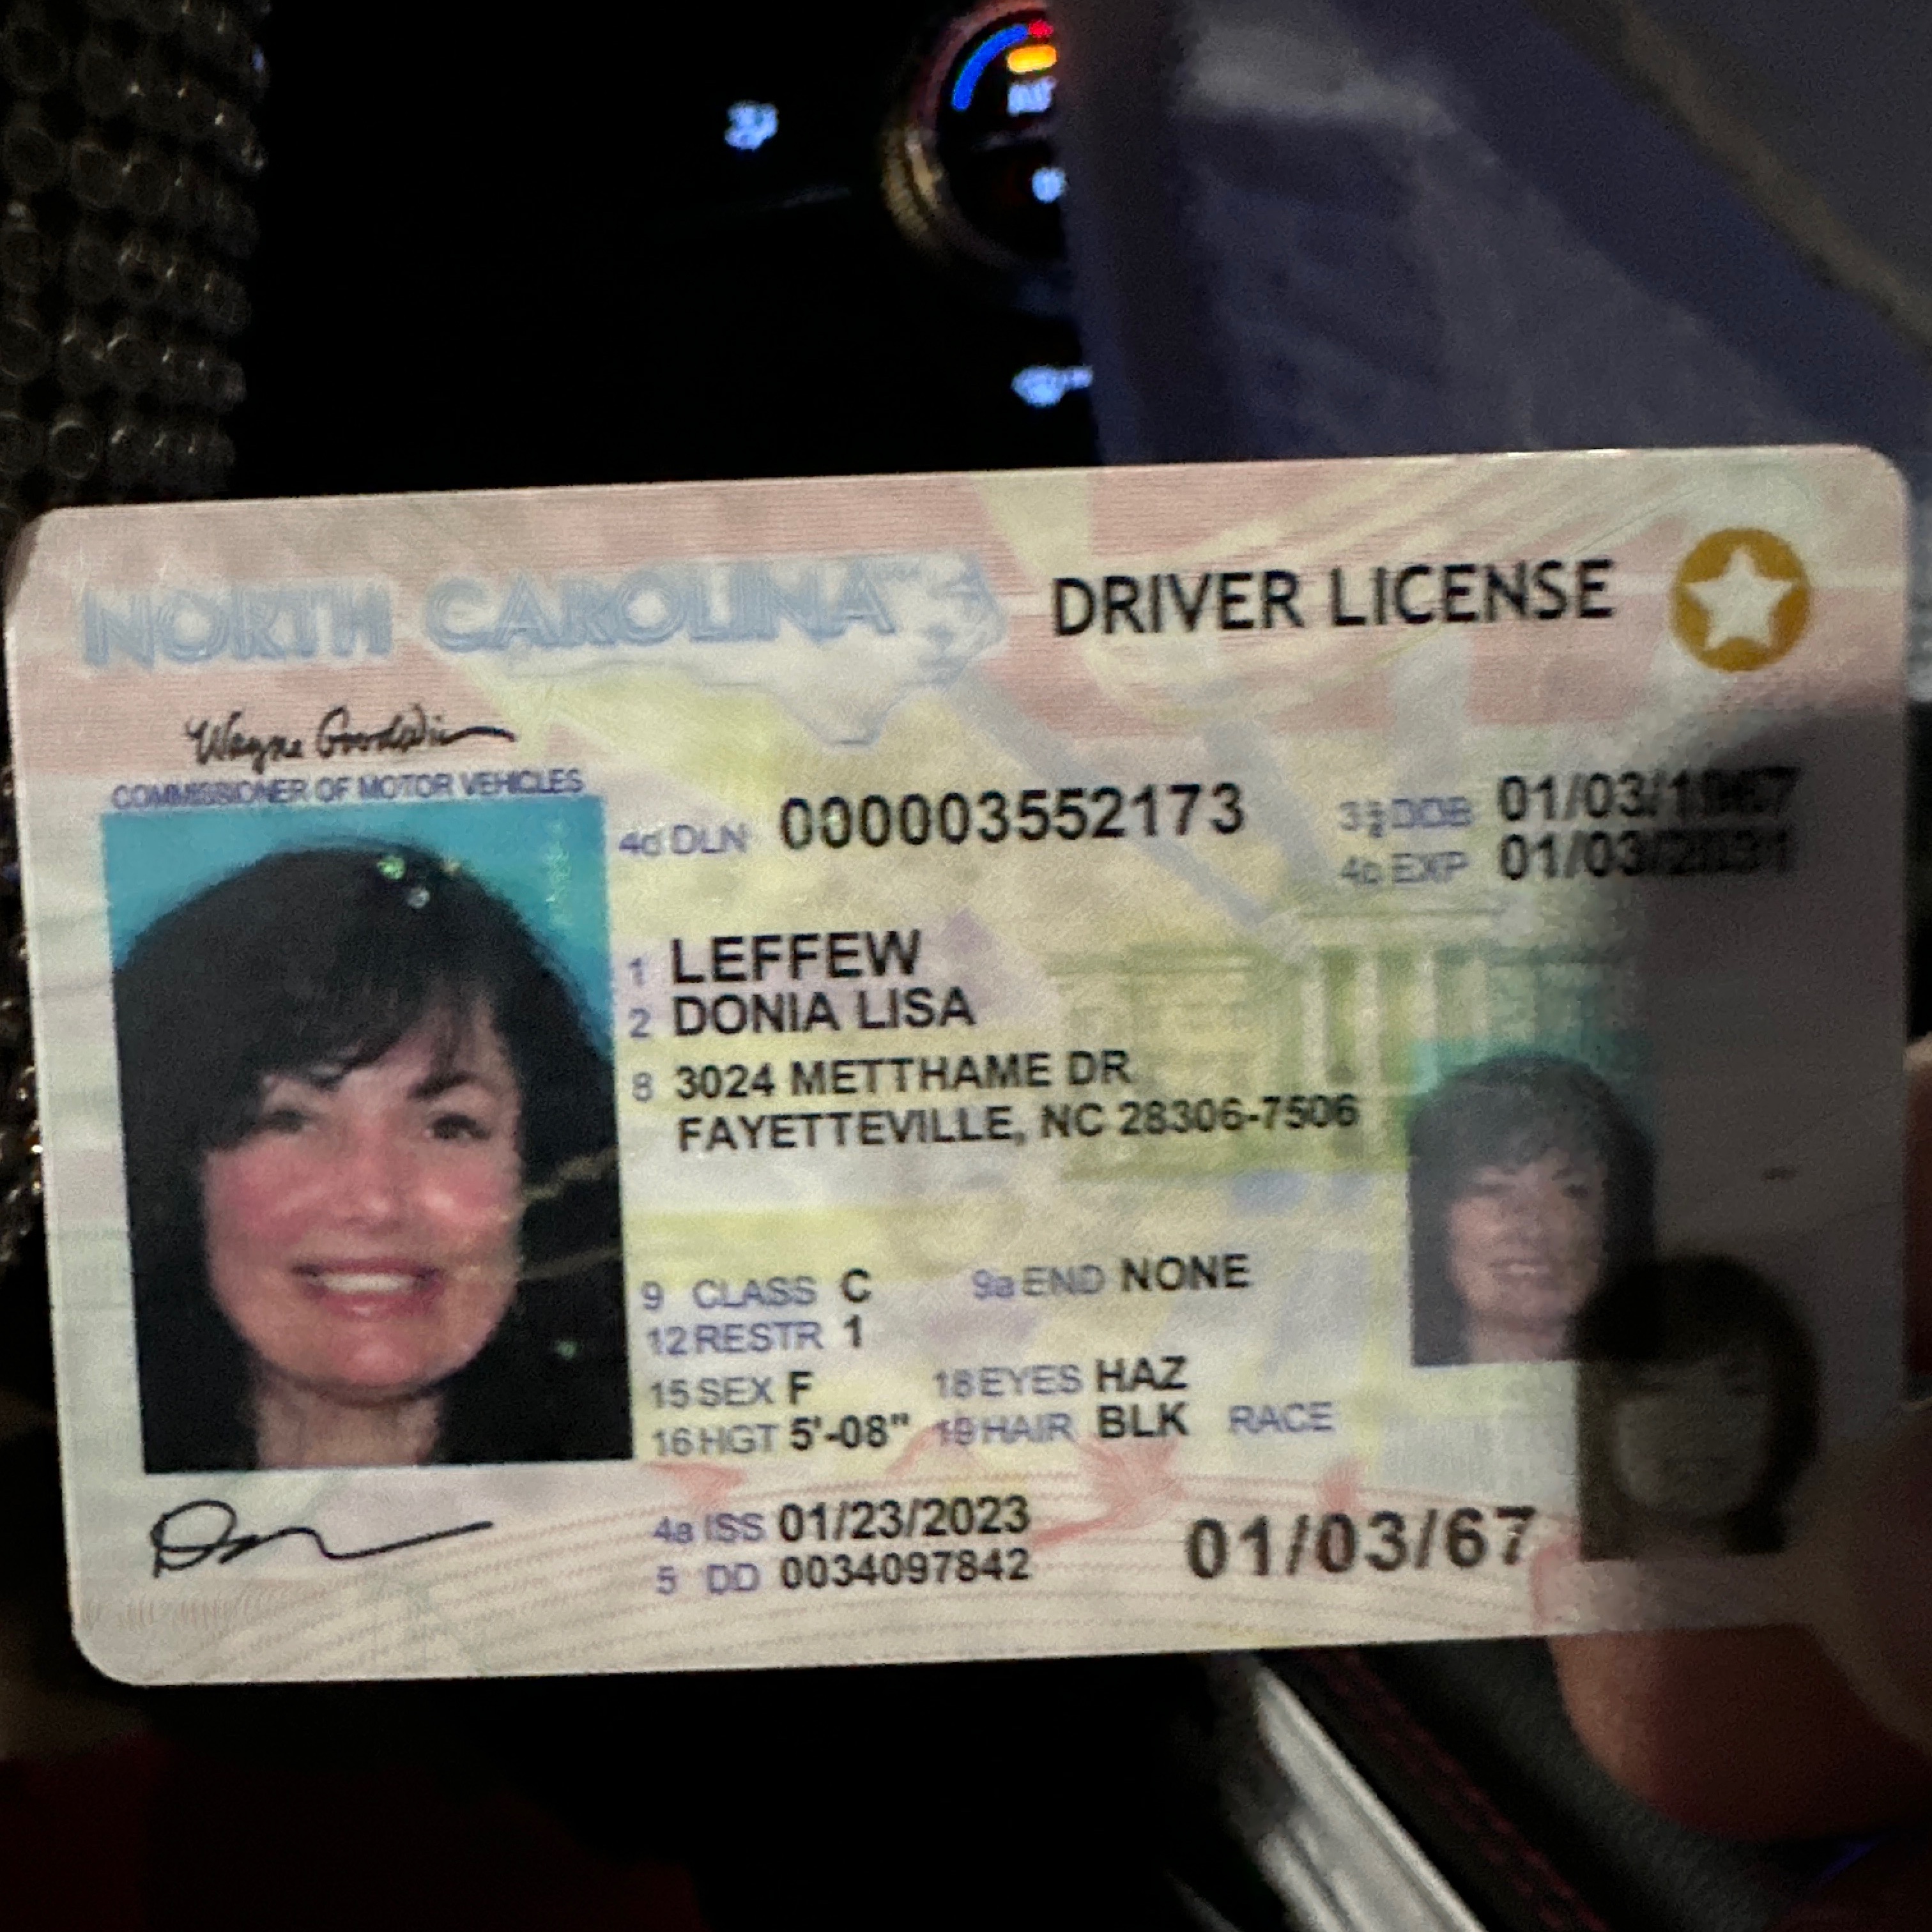 NORTH CAROLINA DRIVER LICENSE
Wayne Goodwin
COMMISSIONER OF MOTOR VEHICLES
4d DLN 000003552173 3 DOB 01/03/1967
4b EXP 01/03/2031
1 LEFFEW
2 DONIA LISA
8 3024 METTHAME DR
FAYETTEVILLE, NC 28306-7506
9 CLASS C 9a END NONE
12 RESTR 1
15 SEX F 18 EYES HAZ
16 HGT 5'-08" 19 HAIR BLK RACE
4a ISS 01/23/2023 01/03/67
5 DD 0034097842